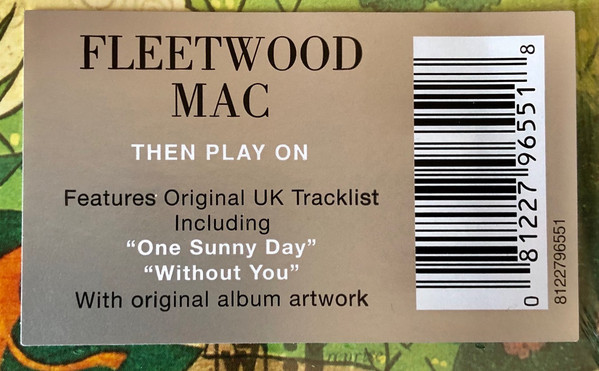 FLEETWOOD
MAC
THEN PLAY ON
Features Original UK Tracklist
Including
“One Sunny Day”
“Without You”
With original album artwork
0 81227 96551 8
8122796551